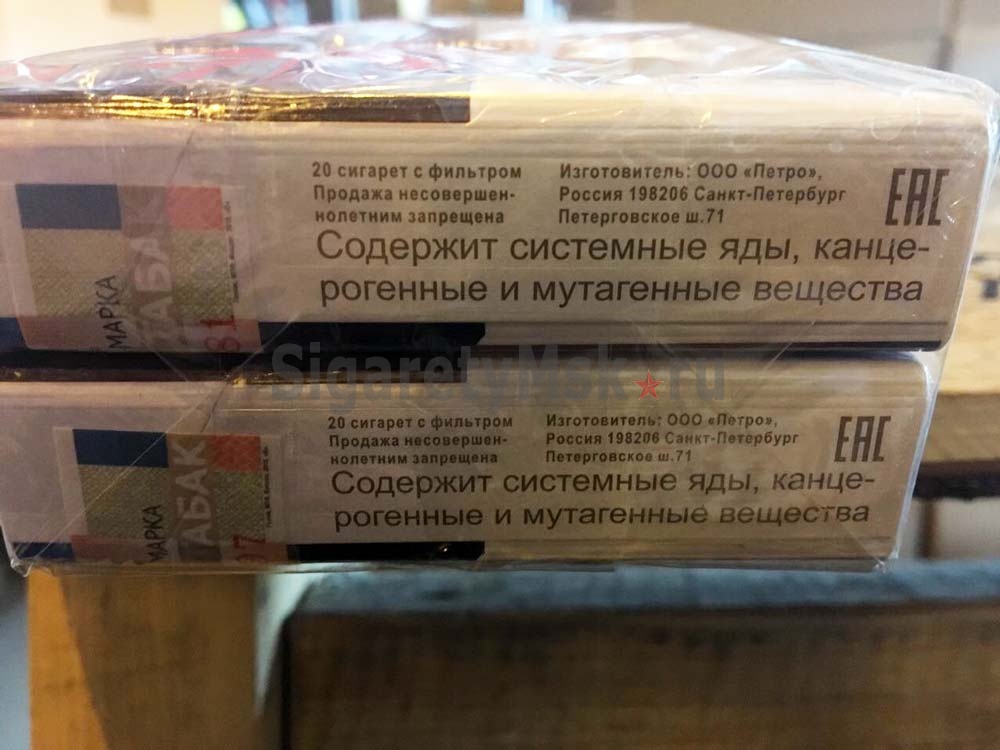 20 сигарет с фильтром
Продажа несовершен-
нолетним запрещена
Изготовитель: ООО «Петро»,
Россия 198206 Санкт-Петербург
Петерговское ш.71
EAC
Содержит системные яды, канце-
рогенные и мутагенные вещества
МАРКА
ТАБАК
81
SigaretyMsk.ru
20 сигарет с фильтром
Продажа несовершен-
нолетним запрещена
Изготовитель: ООО «Петро»,
Россия 198206 Санкт-Петербург
Петерговское ш.71
EAC
Содержит системные яды, канце-
рогенные и мутагенные вещества
МАРКА
ТАБАК
07